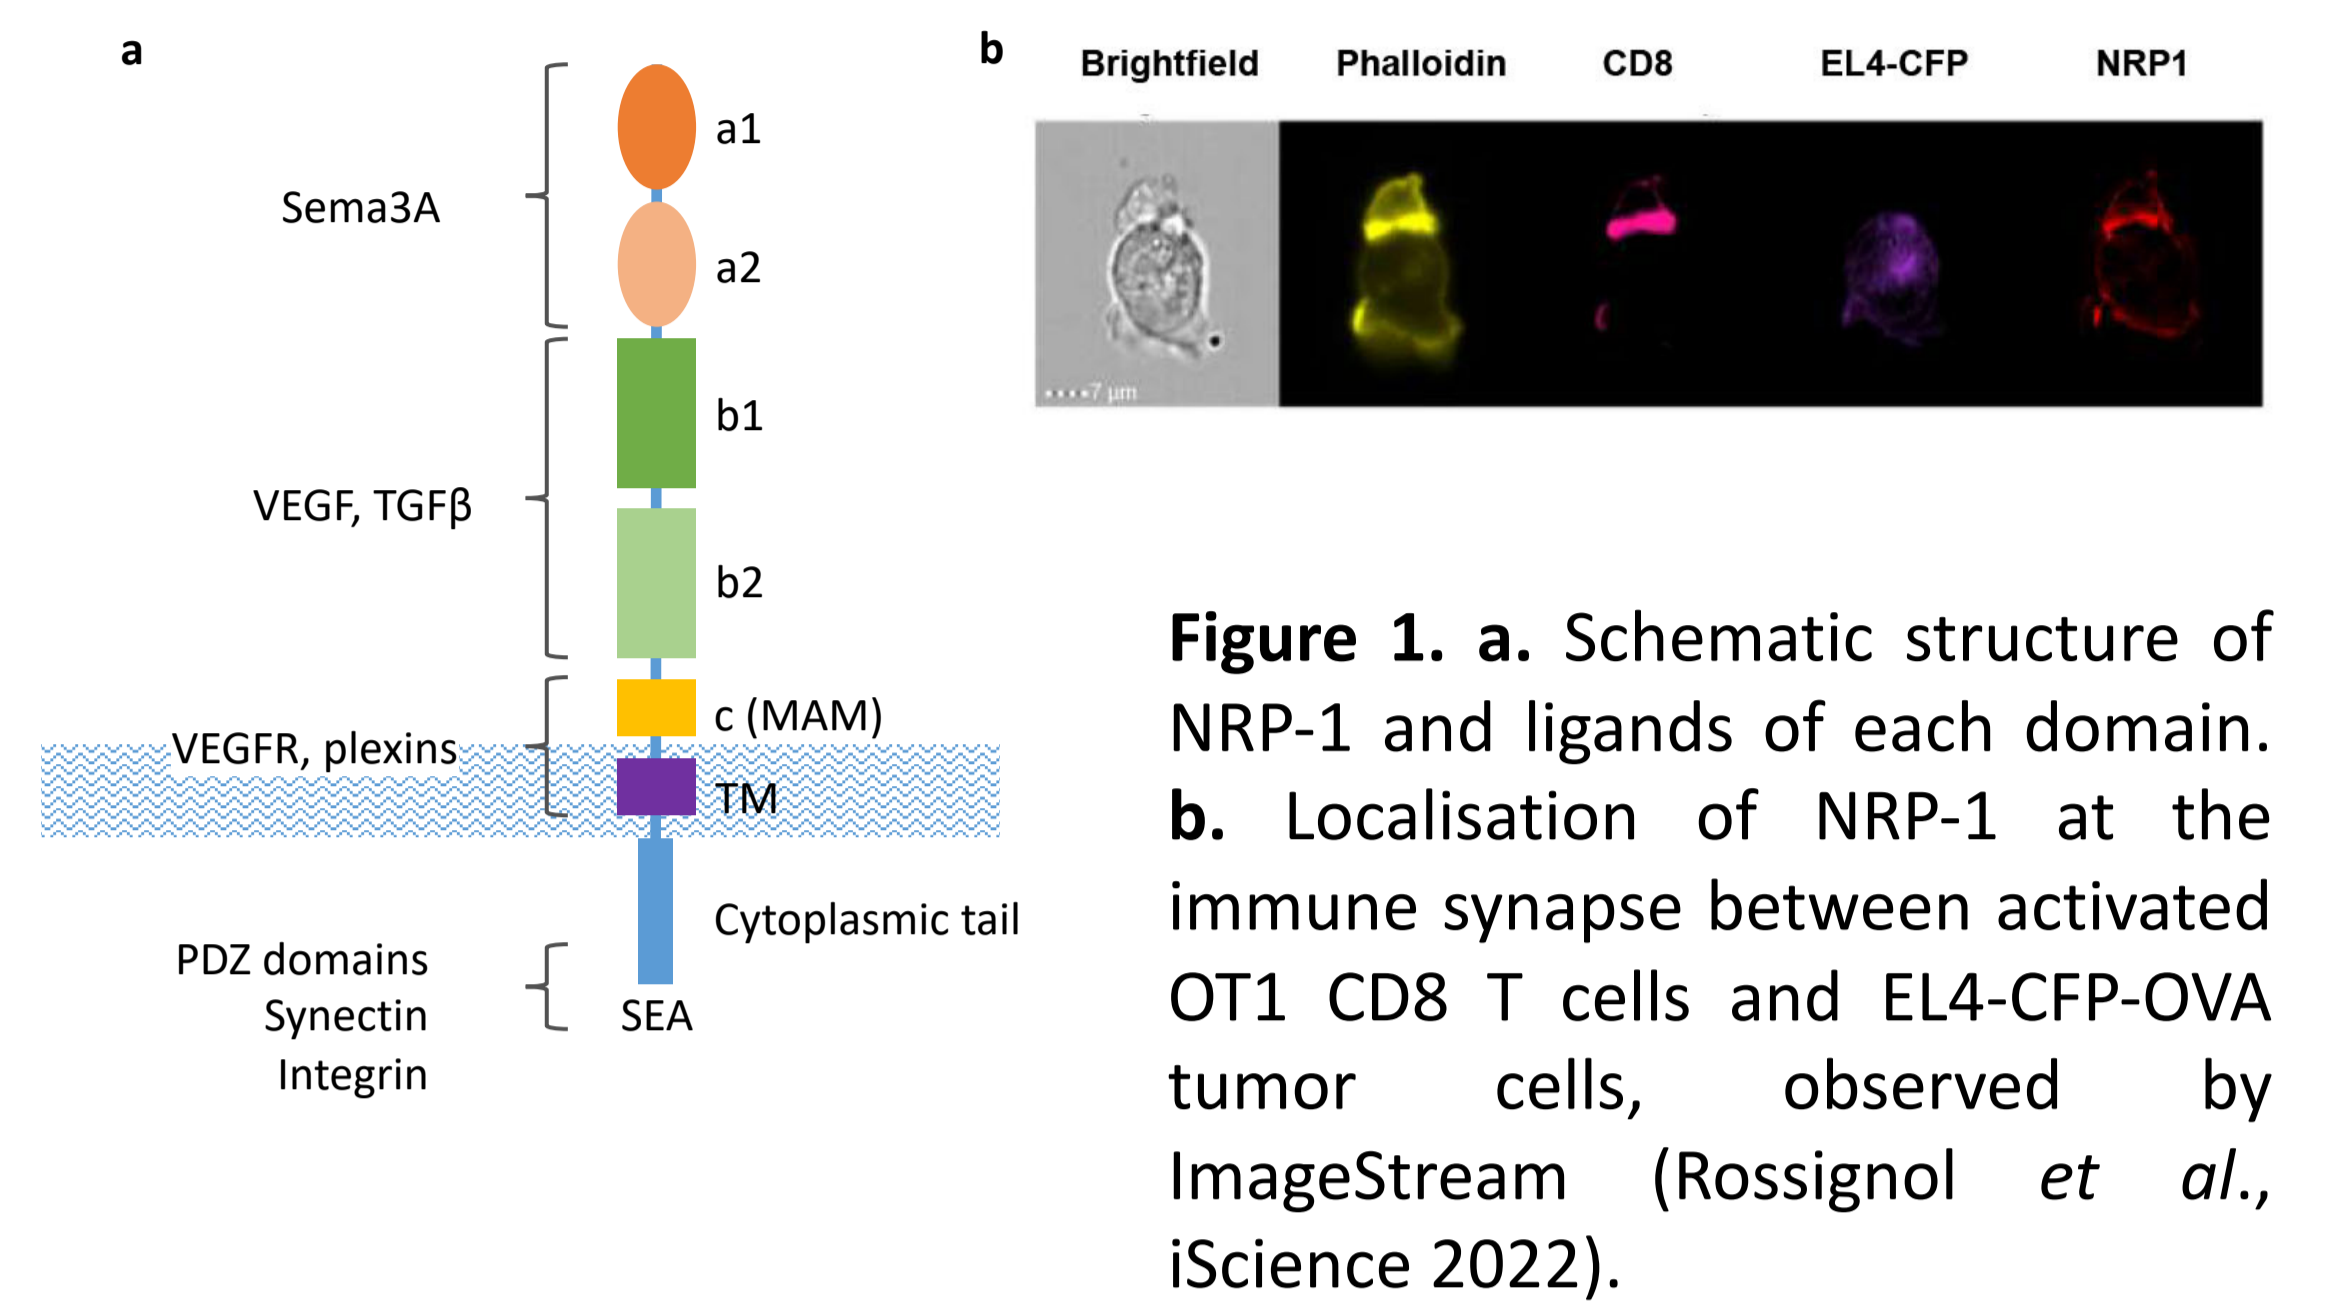 a
Sema3A
a1
a2
VEGF, TGFβ
b1
b2
VEGFR, plexins
c (MAM)
TM
Cytoplasmic tail
PDZ domains
Synectin
Integrin
SEA
b
Brightfield Phalloidin CD8 EL4-CFP NRP1
7 µm
Figure 1. a. Schematic structure of
NRP-1 and ligands of each domain.
b. Localisation of NRP-1 at the
immune synapse between activated
OT1 CD8 T cells and EL4-CFP-OVA
tumor cells, observed by
ImageStream (Rossignol et al.,
iScience 2022).